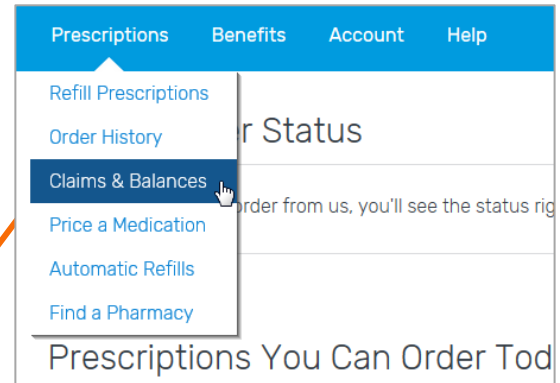 Prescriptions Benefits Account Help
Refill Prescriptions
Order History
r Status
Claims & Balances
order from us, you'll see the status rig
Price a Medication
Automatic Refills
Find a Pharmacy
Prescriptions You Can Order Tod